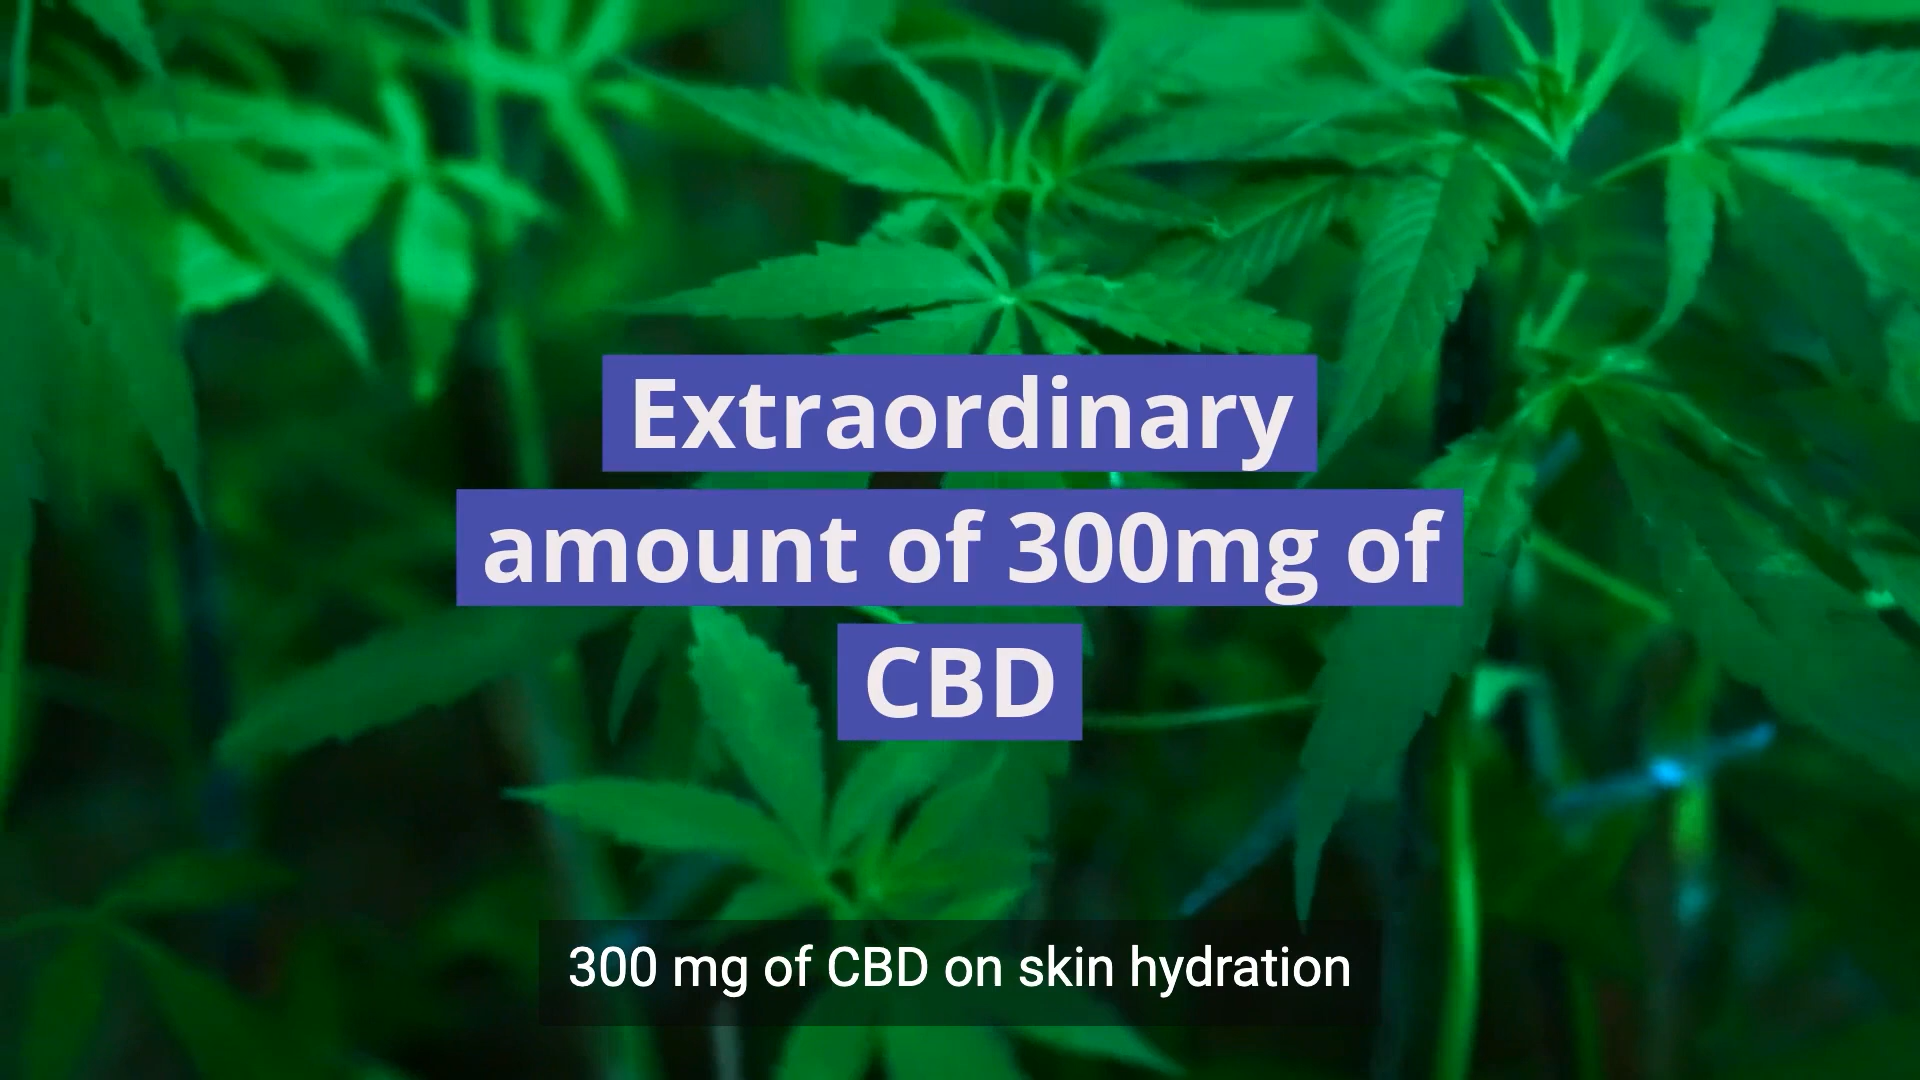 Extraordinary
amount of 300mg of
CBD
300 mg of CBD on skin hydration